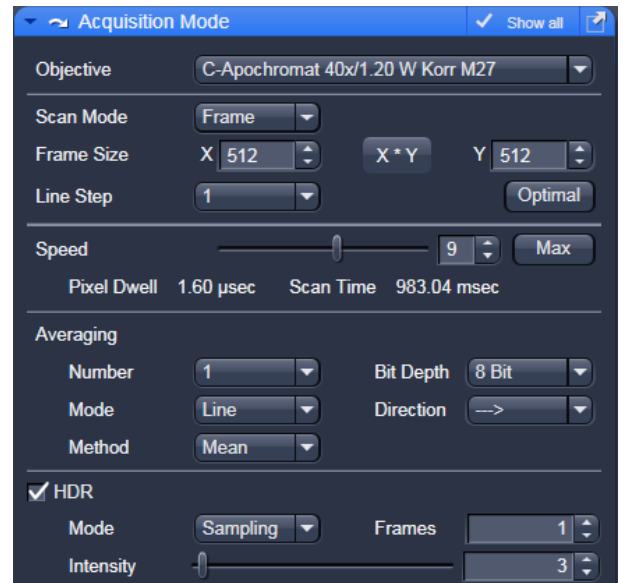 Acquisition Mode Show all
Objective C-Apochromat 40x/1.20 W Korr M27
Scan Mode Frame
Frame Size X 512 X * Y Y 512
Line Step 1 Optimal
Speed 9 Max
Pixel Dwell 1.60 µsec Scan Time 983.04 msec
Averaging
Number 1 Bit Depth 8 Bit
Mode Line Direction --->
Method Mean
HDR
Mode Sampling Frames 1
Intensity 3